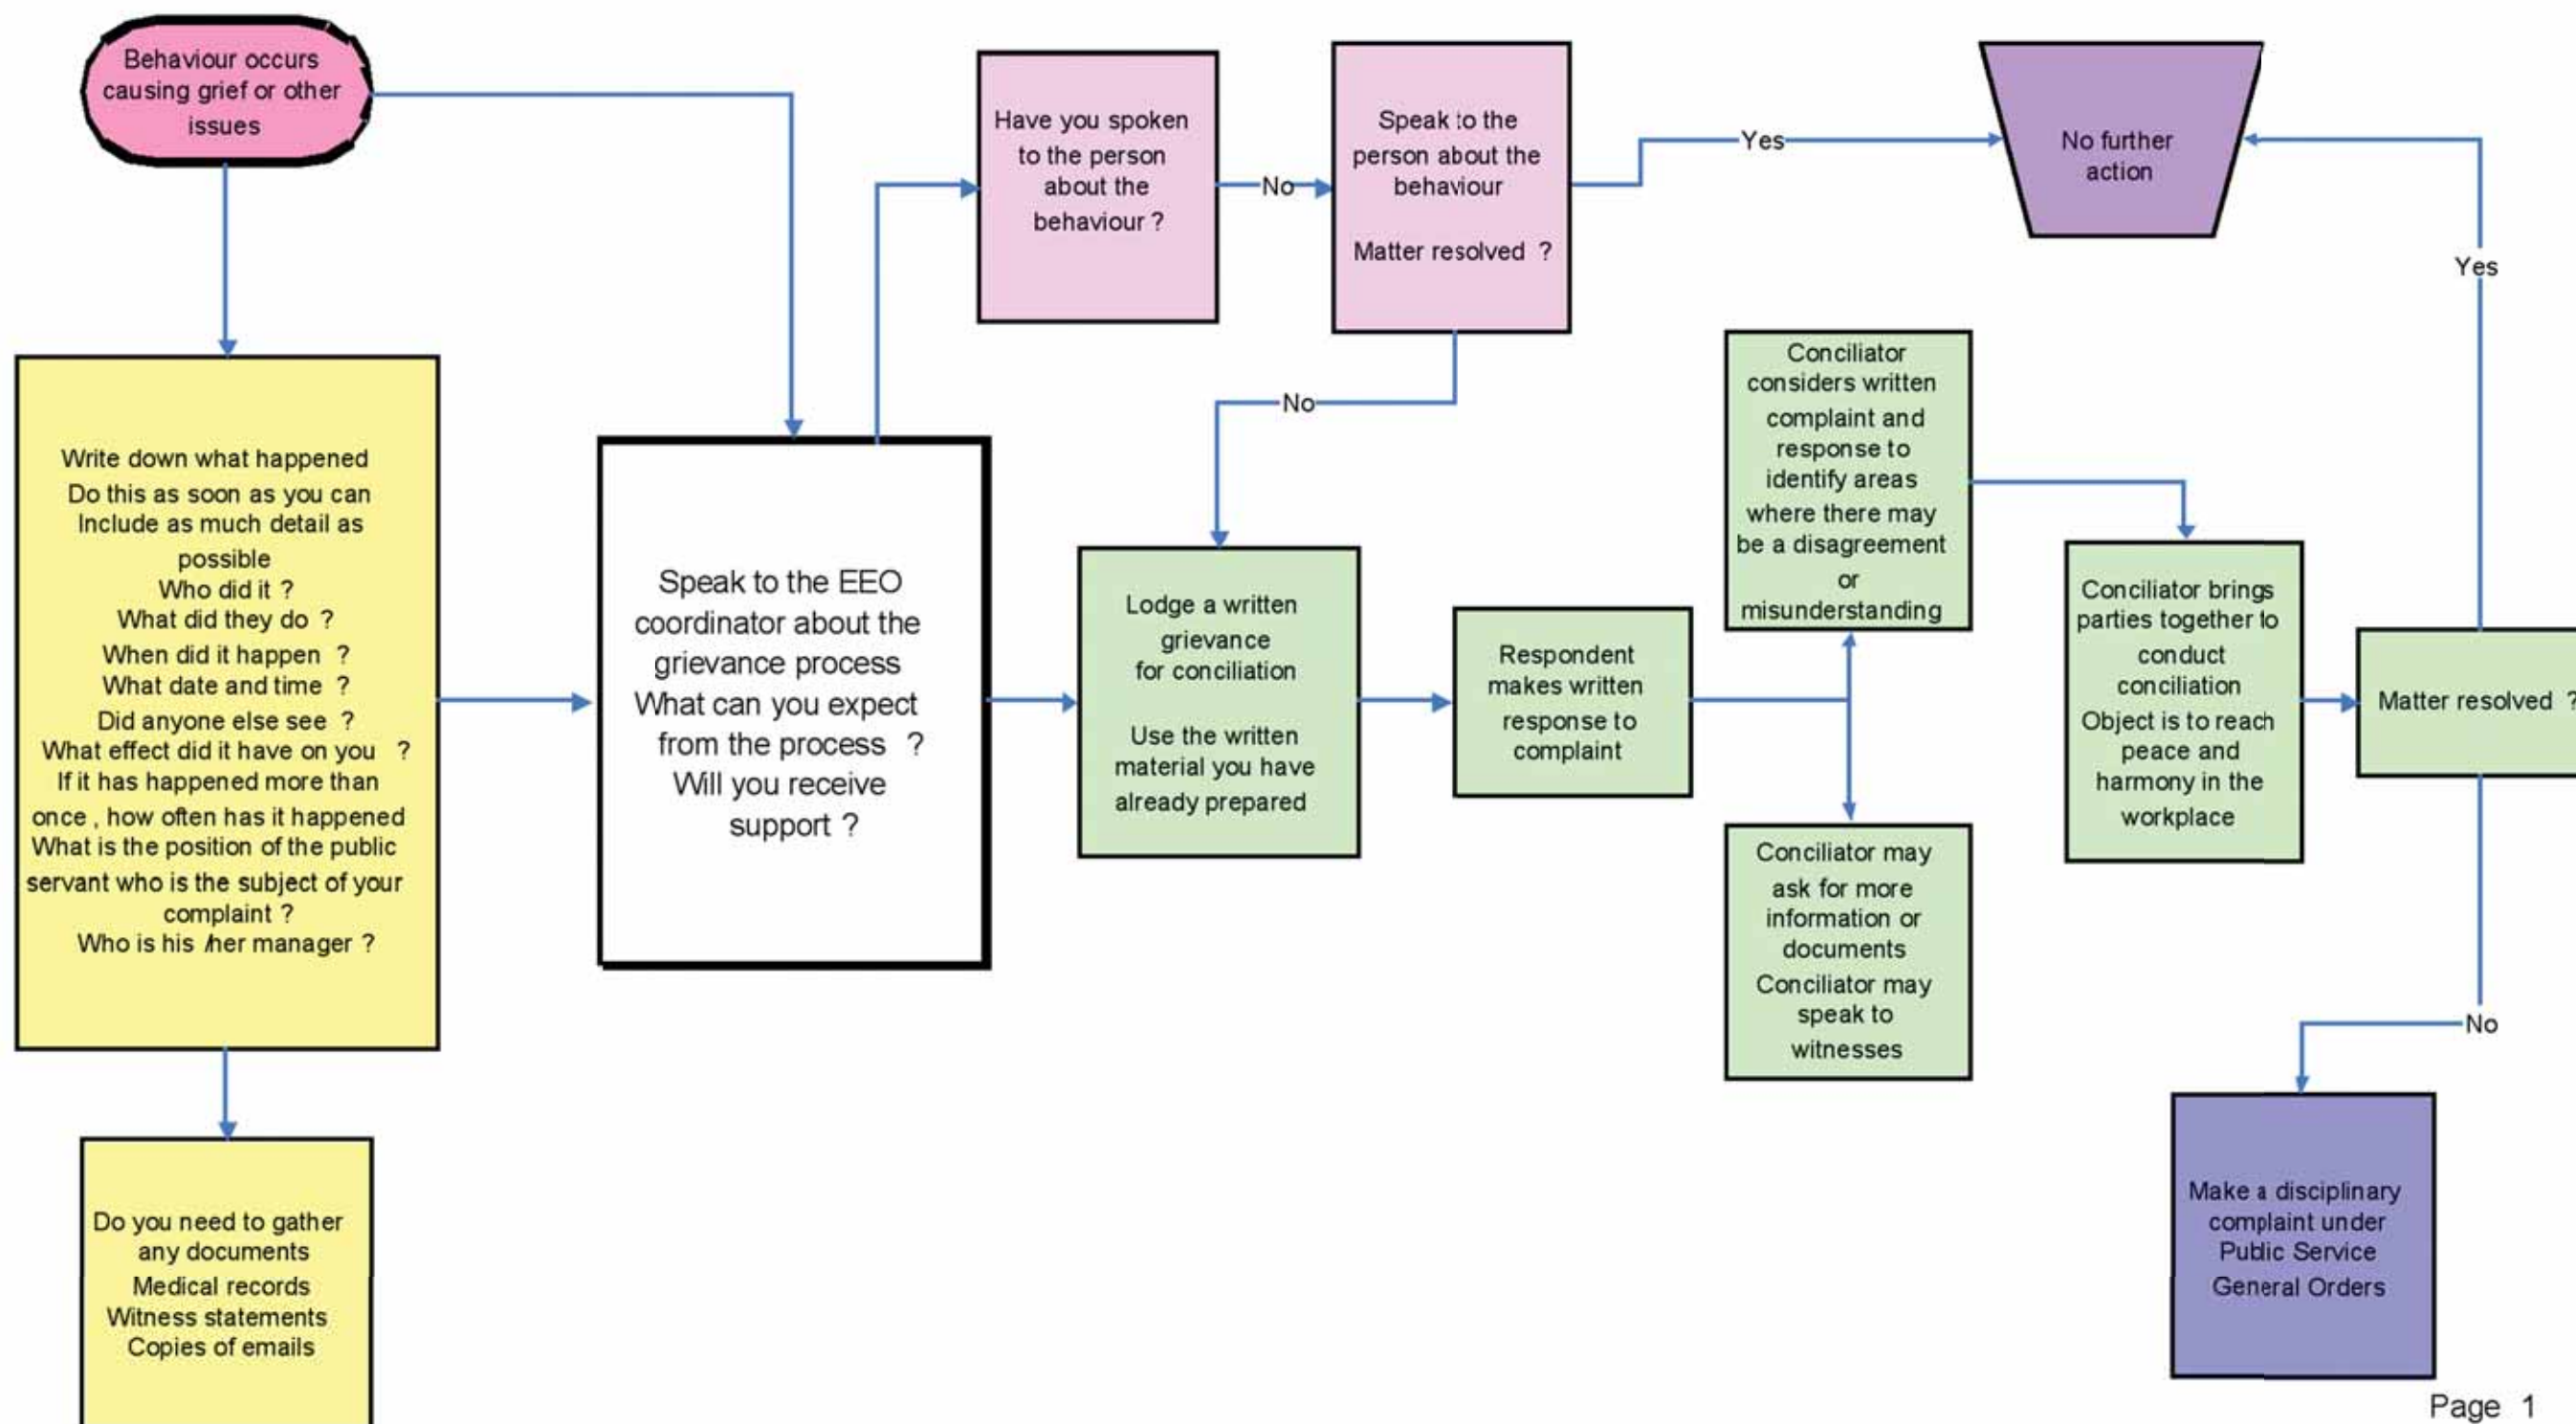 Behaviour occurs
causing grief or other
issues
Have you spoken
to the person
about the
behaviour ?
No
Speak to the
person about the
behaviour
Matter resolved ?
Yes
No further
action
Yes
No
Write down what happened
Do this as soon as you can
Include as much detail as
possible
Who did it ?
What did they do ?
When did it happen ?
What date and time ?
Did anyone else see ?
What effect did it have on you ?
If it has happened more than
once , how often has it happened
What is the position of the public
servant who is the subject of your
complaint ?
Who is his /her manager ?
Speak to the EEO
coordinator about the
grievance process
What can you expect
from the process ?
Will you receive
support ?
Lodge a written
grievance
for conciliation
Use the written
material you have
already prepared
Respondent
makes written
response to
complaint
Conciliator
considers written
complaint and
response to
identify areas
where there may
be a disagreement
or
misunderstanding
Conciliator may
ask for more
information or
documents
Conciliator may
speak to
witnesses
Conciliator brings
parties together to
conduct
conciliation
Object is to reach
peace and
harmony in the
workplace
Matter resolved ?
No
Make a disciplinary
complaint under
Public Service
General Orders
Do you need to gather
any documents
Medical records
Witness statements
Copies of emails
Page 1